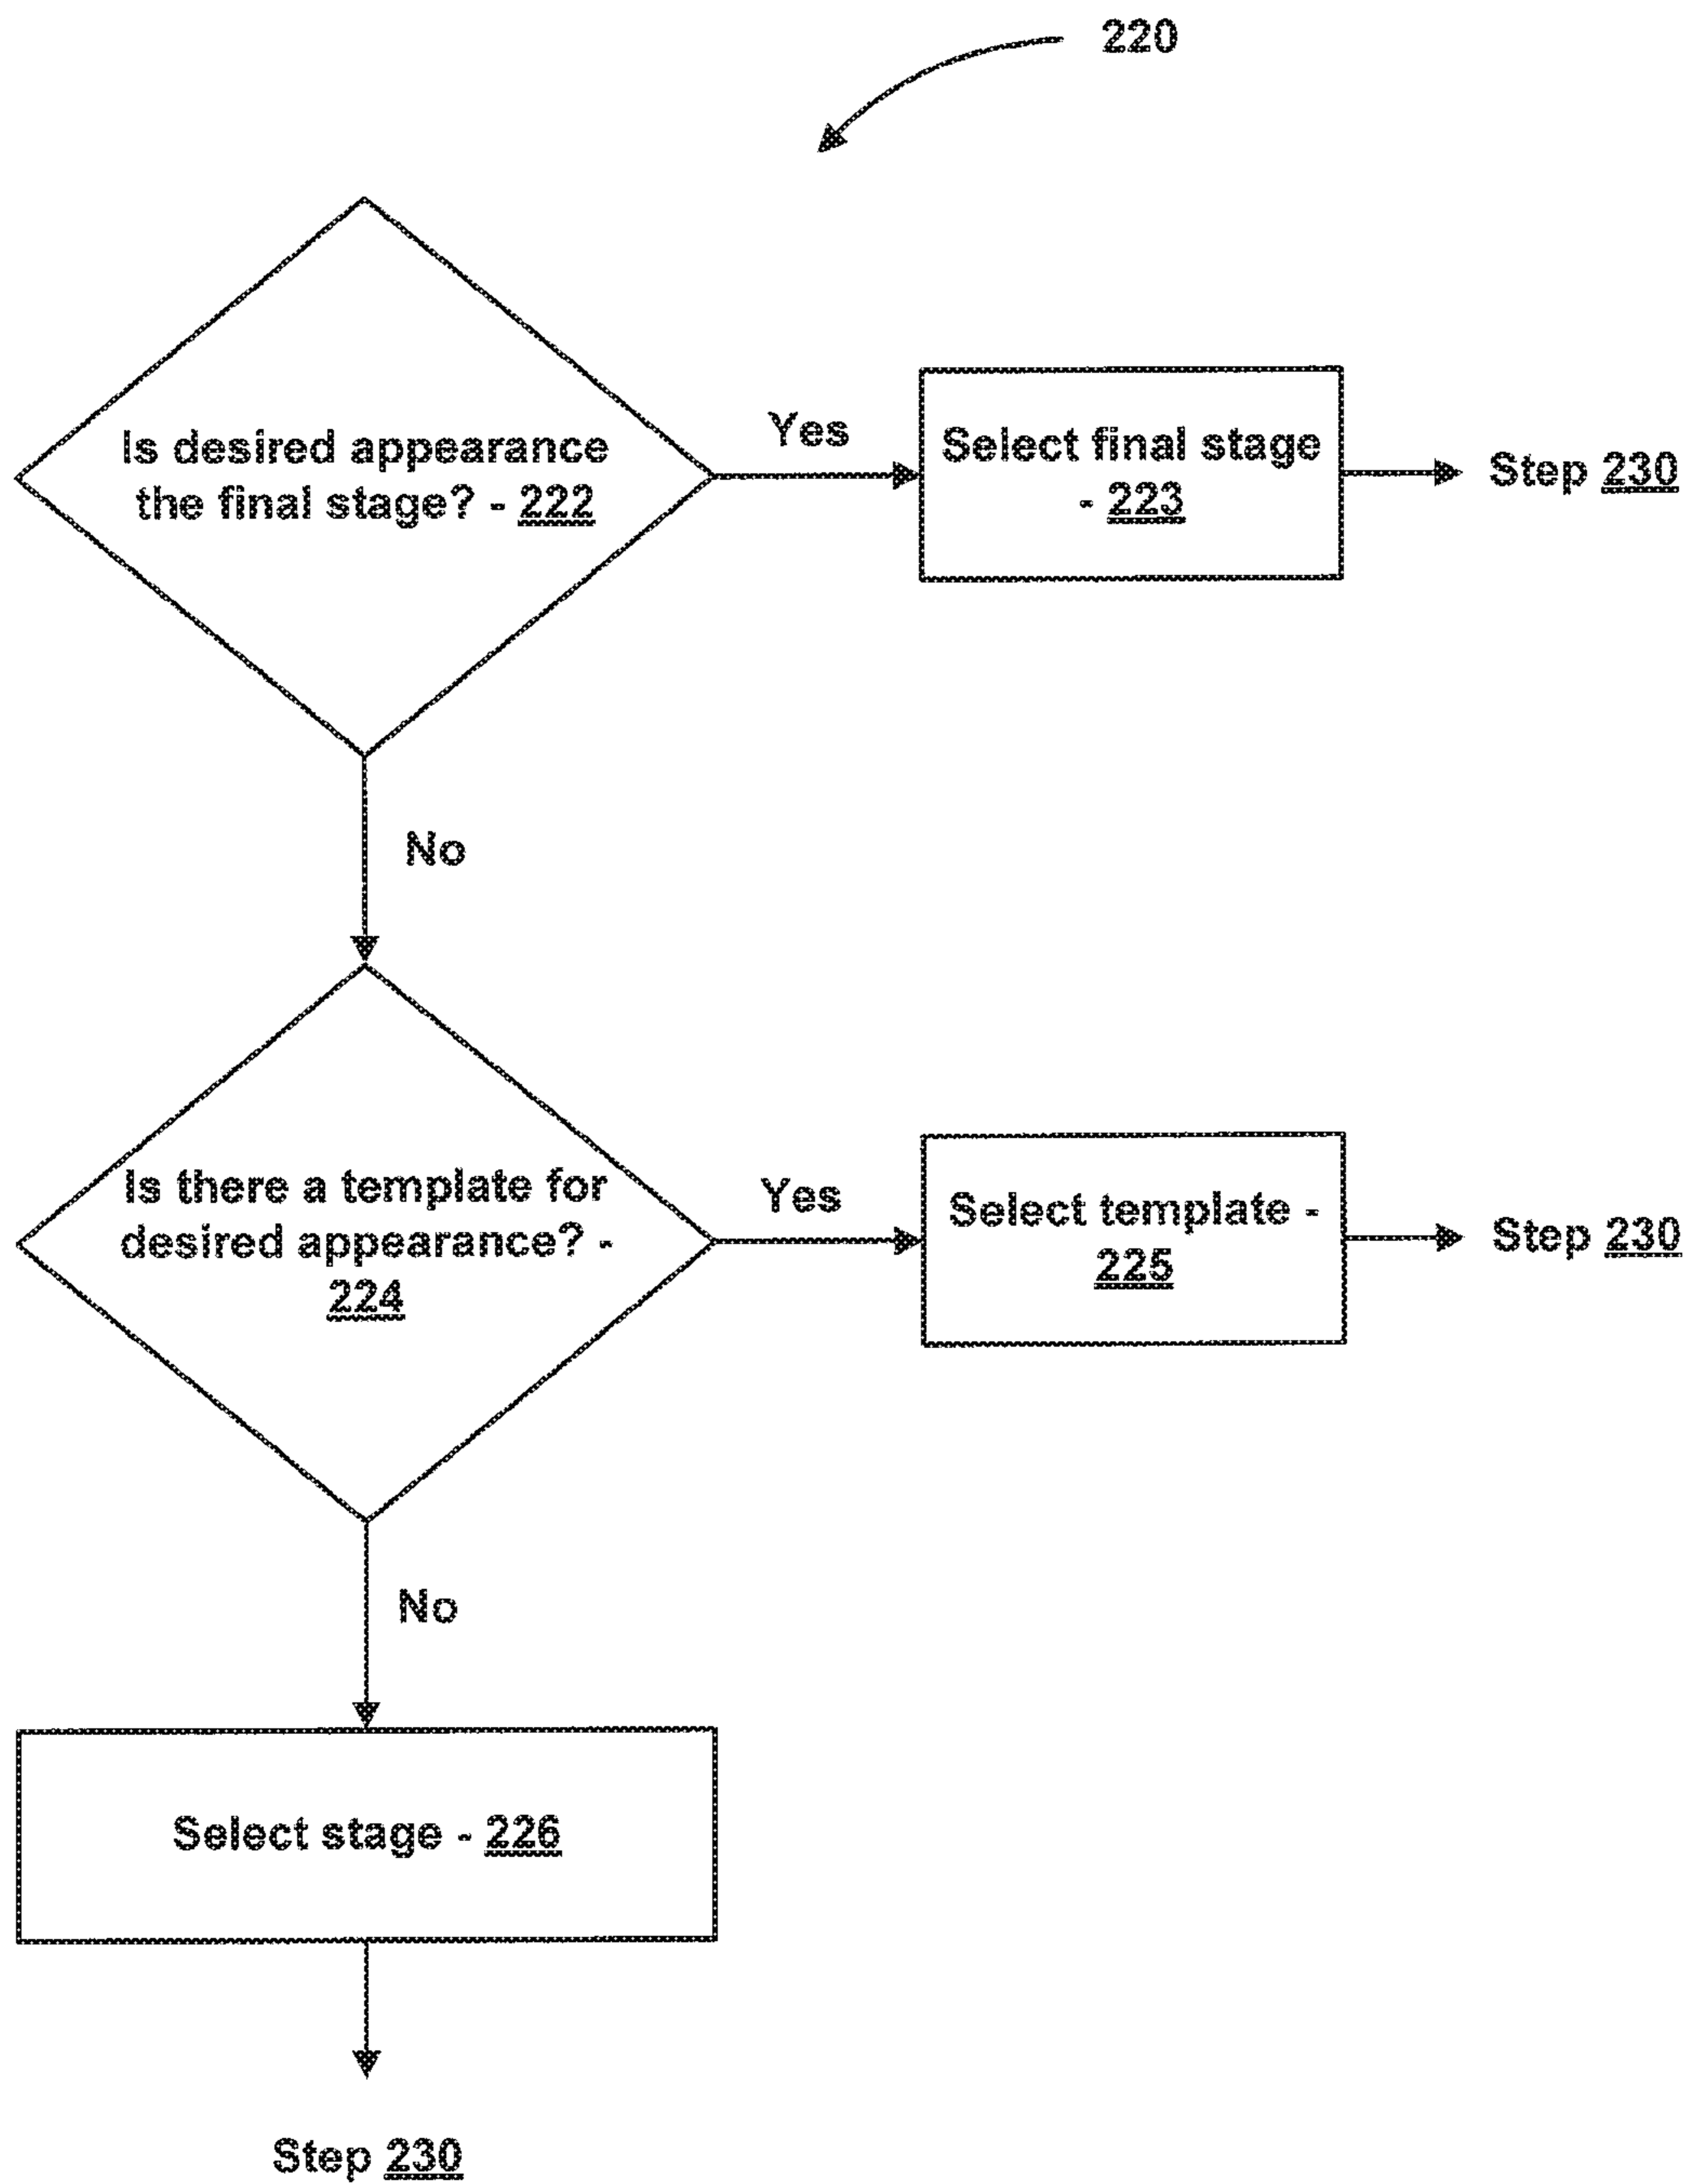 220
Is desired appearance
the final stage? - 222
Yes
Select final stage
- 223
Step 230
No
Is there a template for
desired appearance? -
224
Yes
Select template -
225
Step 230
No
Select stage - 226
Step 230